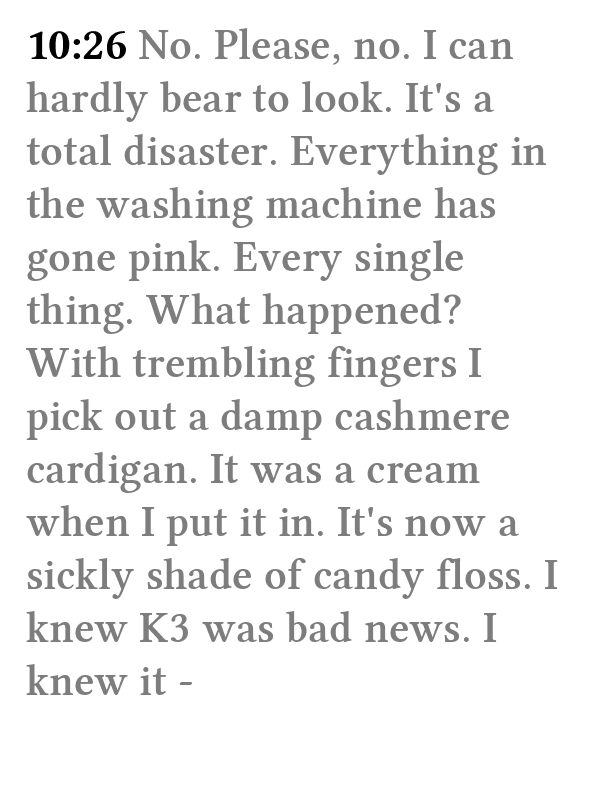 10:26 No. Please, no. I can
hardly bear to look. It's a
total disaster. Everything in
the washing machine has
gone pink. Every single
thing. What happened?
With trembling fingers I
pick out a damp cashmere
cardigan. It was a cream
when I put it in. It's now a
sickly shade of candy floss. I
knew K3 was bad news. I
knew it -